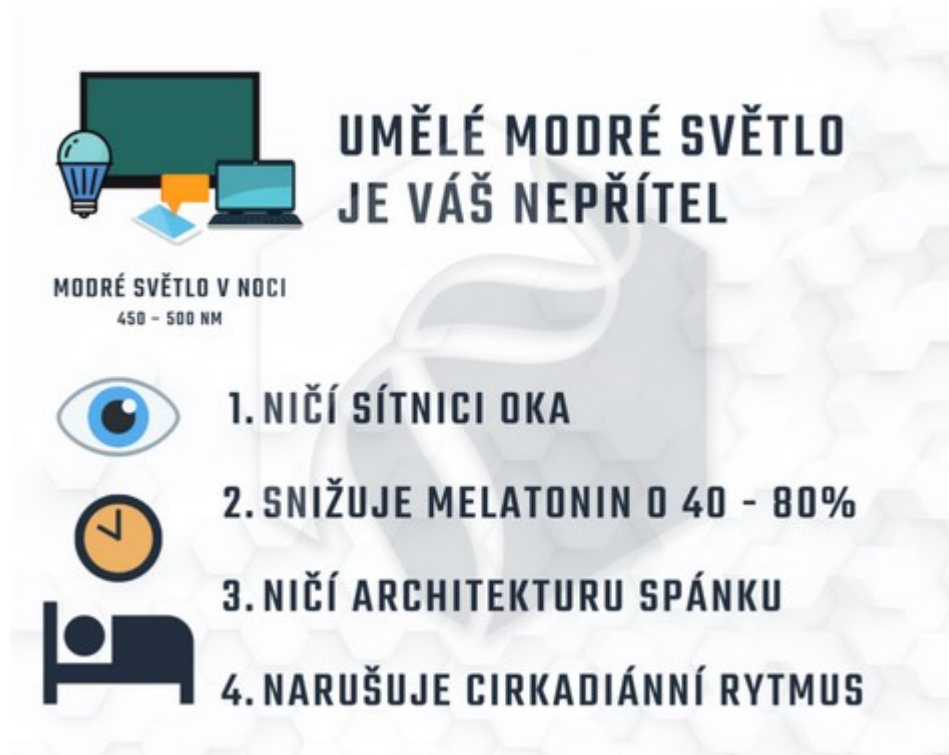 UMĚLÉ MODRÉ SVĚTLO
JE VÁŠ NEPŘÍTEL
MODRÉ SVĚTLO V NOCI
450 – 500 NM
1. NIČÍ SÍTNICI OKA
2. SNIŽUJE MELATONIN O 40 - 80%
3. NIČÍ ARCHITEKTURU SPÁNKU
4. NARUŠUJE CIRKADIÁNNÍ RYTMUS